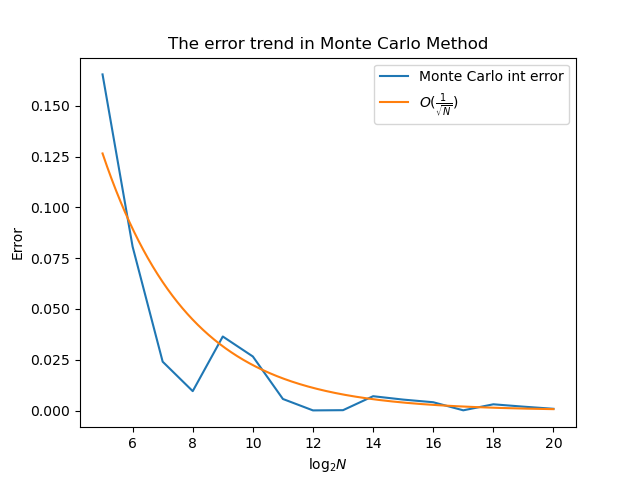 The error trend in Monte Carlo Method
Monte Carlo int error
O(1/√N)
0.150
0.125
0.100
0.075
0.050
0.025
0.000
Error
6 8 10 12 14 16 18 20
log₂N